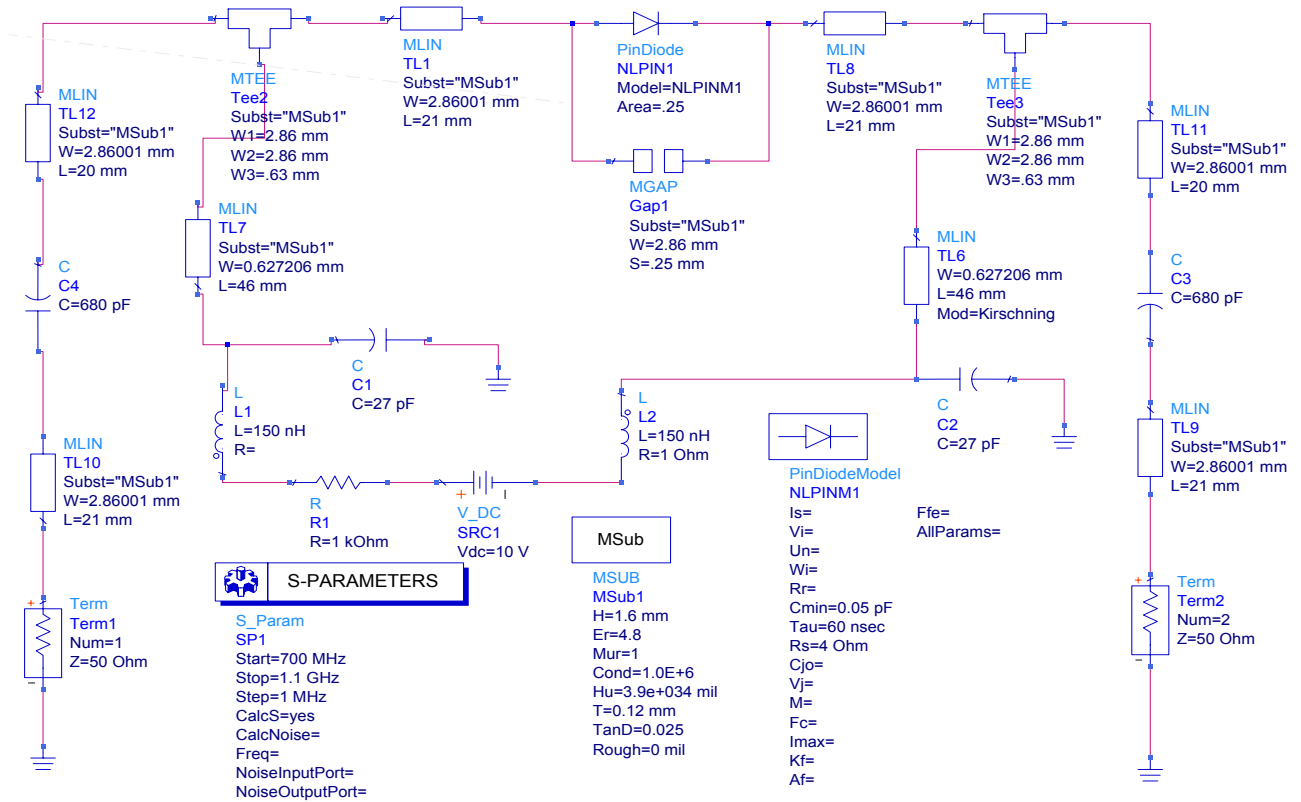 MTEE
Tee2
Subst="MSub1"
W1=2.86 mm
W2=2.86 mm
W3=.63 mm
MLIN
TL1
Subst="MSub1"
W=2.86001 mm
L=21 mm
PinDiode
NLPIN1
Model=NLPINM1
Area=.25
MLIN
TL8
Subst="MSub1"
W=2.86001 mm
L=21 mm
MTEE
Tee3
Subst="MSub1"
W1=2.86 mm
W2=2.86 mm
W3=.63 mm
MLIN
TL12
Subst="MSub1"
W=2.86001 mm
L=20 mm
MLIN
TL11
Subst="MSub1"
W=2.86001 mm
L=20 mm
MGAP
Gap1
Subst="MSub1"
W=2.86 mm
S=.25 mm
MLIN
TL7
Subst="MSub1"
W=0.627206 mm
L=46 mm
MLIN
TL6
W=0.627206 mm
L=46 mm
Mod=Kirschning
C
C4
C=680 pF
C
C3
C=680 pF
C
C1
C=27 pF
L
L1
L=150 nH
R=
L
L2
L=150 nH
R=1 Ohm
C
C2
C=27 pF
MLIN
TL10
Subst="MSub1"
W=2.86001 mm
L=21 mm
MLIN
TL9
Subst="MSub1"
W=2.86001 mm
L=21 mm
R
R1
R=1 kOhm
+
V_DC
SRC1
Vdc=10 V
MSub
MSUB
MSub1
H=1.6 mm
Er=4.8
Mur=1
Cond=1.0E+6
Hu=3.9e+034 mil
T=0.12 mm
TanD=0.025
Rough=0 mil
PinDiodeModel
NLPINM1
Is=
Vi=
Un=
Wi=
Rr=
Cmin=0.05 pF
Tau=60 nsec
Rs=4 Ohm
Cjo=
Vj=
M=
Fc=
Imax=
Kf=
Af=
Ffe=
AllParams=
S-PARAMETERS
S_Param
SP1
Start=700 MHz
Stop=1.1 GHz
Step=1 MHz
CalcS=yes
CalcNoise=
Freq=
NoiseInputPort=
NoiseOutputPort=
+
Term
Term1
Num=1
Z=50 Ohm
-
+
Term
Term2
Num=2
Z=50 Ohm
-